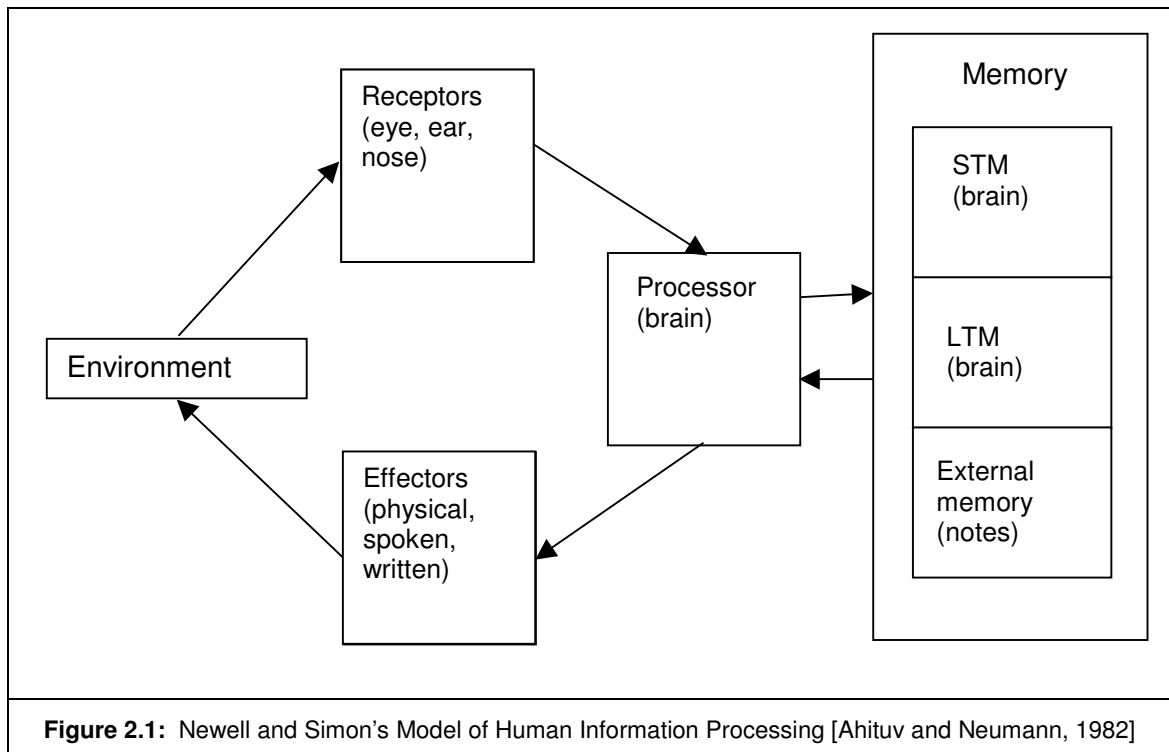 Receptors
(eye, ear,
nose)
Memory
STM
(brain)
Processor
(brain)
LTM
(brain)
Environment
Effectors
(physical,
spoken,
written)
External
memory
(notes)
Figure 2.1: Newell and Simon's Model of Human Information Processing [Ahituv and Neumann, 1982]